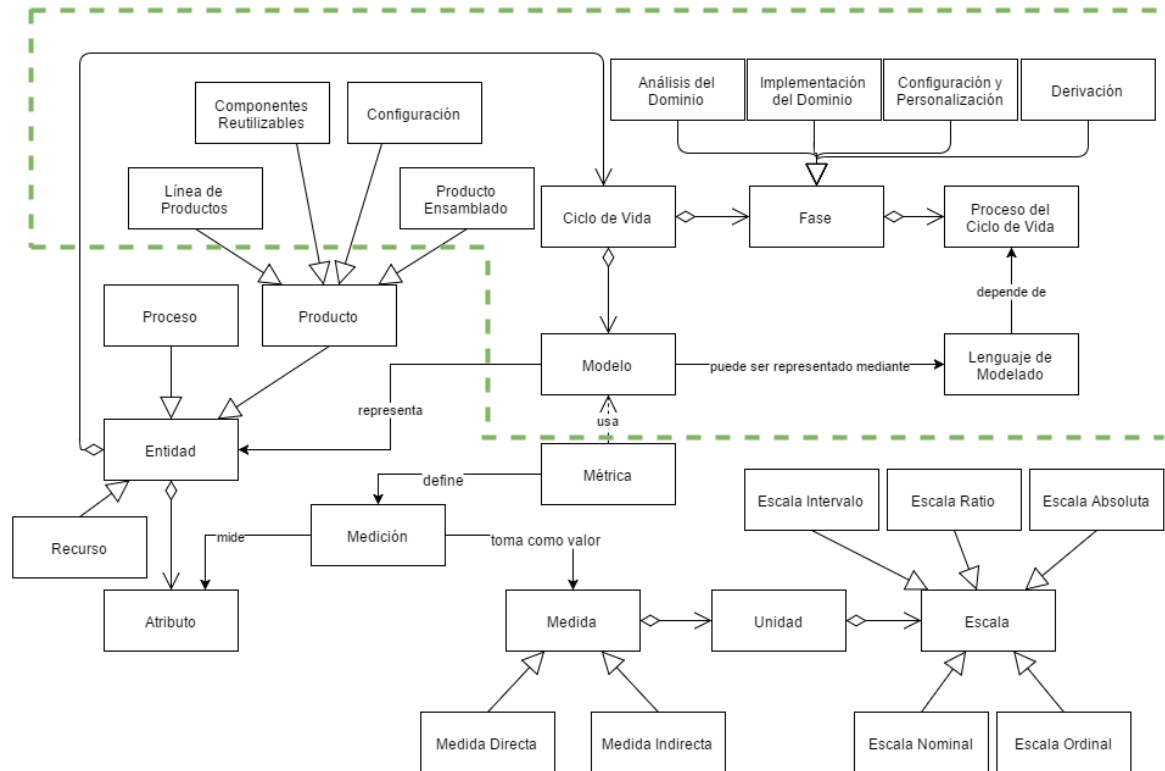 Análisis del
Dominio
Implementación
del Dominio
Configuración y
Personalización
Derivación
Componentes
Reutilizables
Configuración
Línea de
Productos
Producto
Ensamblado
Ciclo de Vida
Fase
Proceso del
Ciclo de Vida
depende de
Proceso
Producto
Modelo
puede ser representado mediante
Lenguaje de
Modelado
representa
usa
Entidad
Métrica
define
Escala Intervalo
Escala Ratio
Escala Absoluta
Recurso
mide
Medición
toma como valor
Atributo
Medida
Unidad
Escala
Medida Directa
Medida Indirecta
Escala Nominal
Escala Ordinal